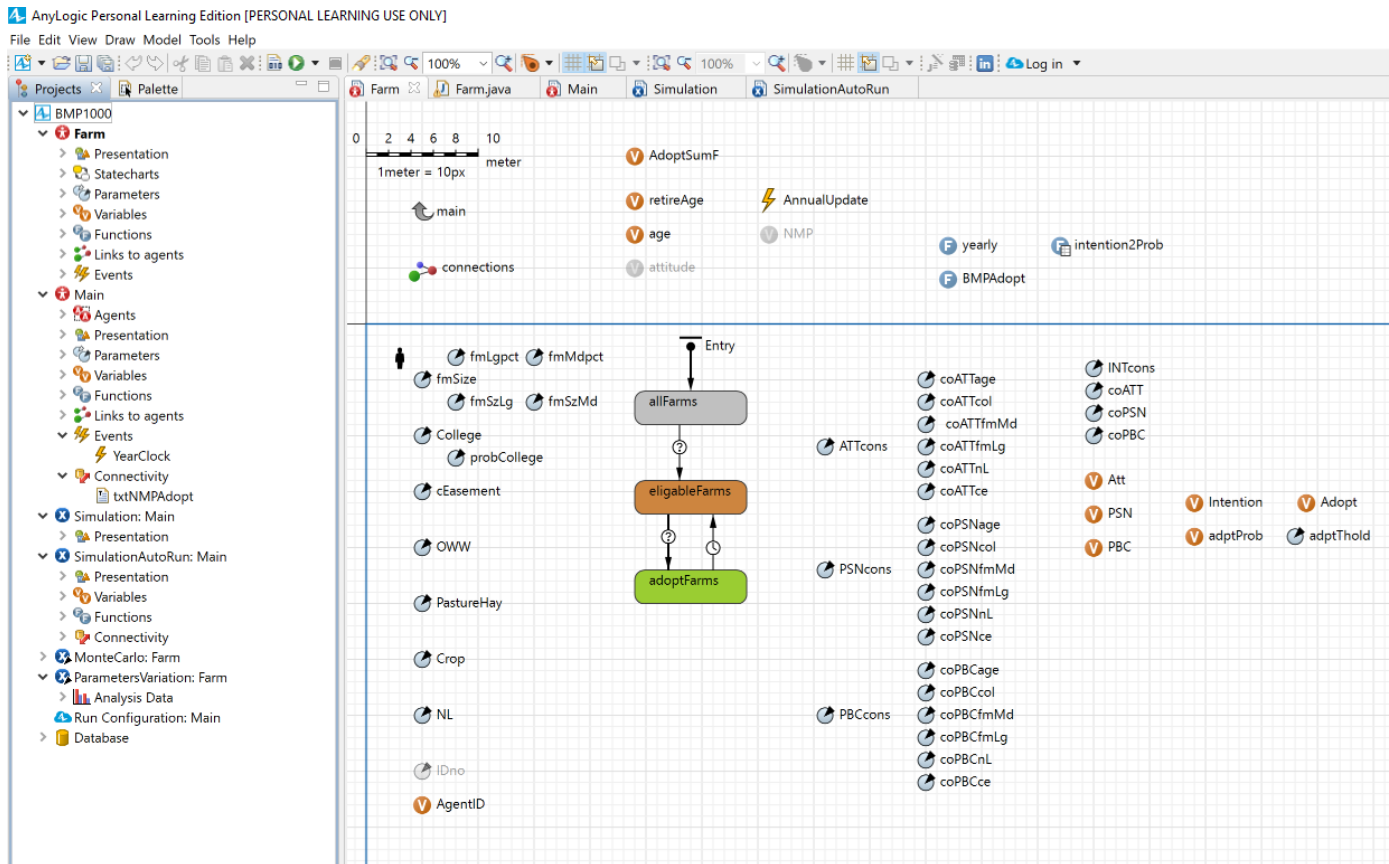 AnyLogic Personal Learning Edition [PERSONAL LEARNING USE ONLY]
File Edit View Draw Model Tools Help
100% 100% Log in
Projects Palette
BMP1000
Farm
Presentation
Statecharts
Parameters
Variables
Functions
Links to agents
Events
Main
Agents
Presentation
Parameters
Variables
Functions
Links to agents
Events
YearClock
Connectivity
txtNMPAdopt
Simulation: Main
Presentation
SimulationAutoRun: Main
Presentation
Variables
Functions
Connectivity
MonteCarlo: Farm
ParametersVariation: Farm
Analysis Data
Run Configuration: Main
Database
Farm Farm.java Main Simulation SimulationAutoRun
0 2 4 6 8 10
meter
1meter = 10px
main
connections
AdoptSumF
retireAge AnnualUpdate
age NMP
attitude
yearly intention2Prob
BMPAdopt
fmLgpct fmMdpct
fmSize
fmSzLg fmSzMd
College
probCollege
cEasement
OWW
PastureHay
Crop
NL
IDno
AgentID
Entry
allFarms
eligableFarms
adoptFarms
ATTcons
PSNcons
PBCcons
coATTage
coATTcol
coATTfmMd
coATTfmLg
coATTnL
coATTce
coPSNage
coPSNcol
coPSNfmMd
coPSNfmLg
coPSNnL
coPSNce
coPBCage
coPBCcol
coPBCfmMd
coPBCfmLg
coPBCnL
coPBCce
INTcons
coATT
coPSN
coPBC
Att
PSN
PBC
Intention Adopt
adptProb adptThold